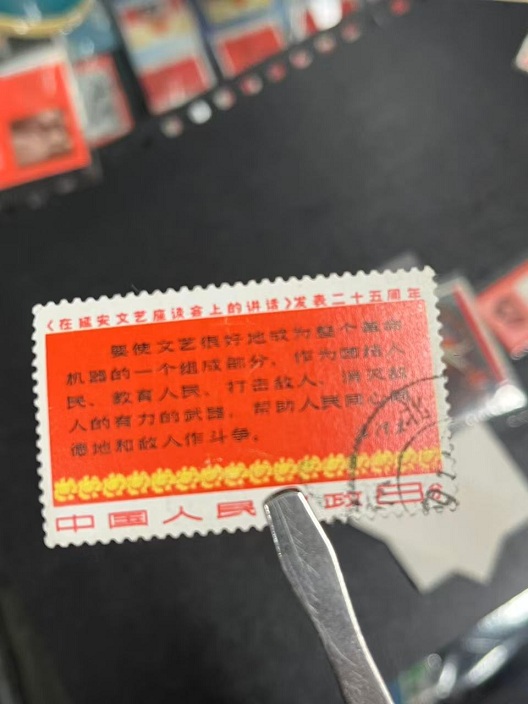 《在延安文艺座谈会上的讲话》发表二十五周年
要使文艺很好地成为整个革命
机器的一个组成部分，作为团结人
民、教育人民、打击敌人、消灭敌
人的有力的武器，帮助人民同心同
德地和敌人作斗争。
中国人民 政 8